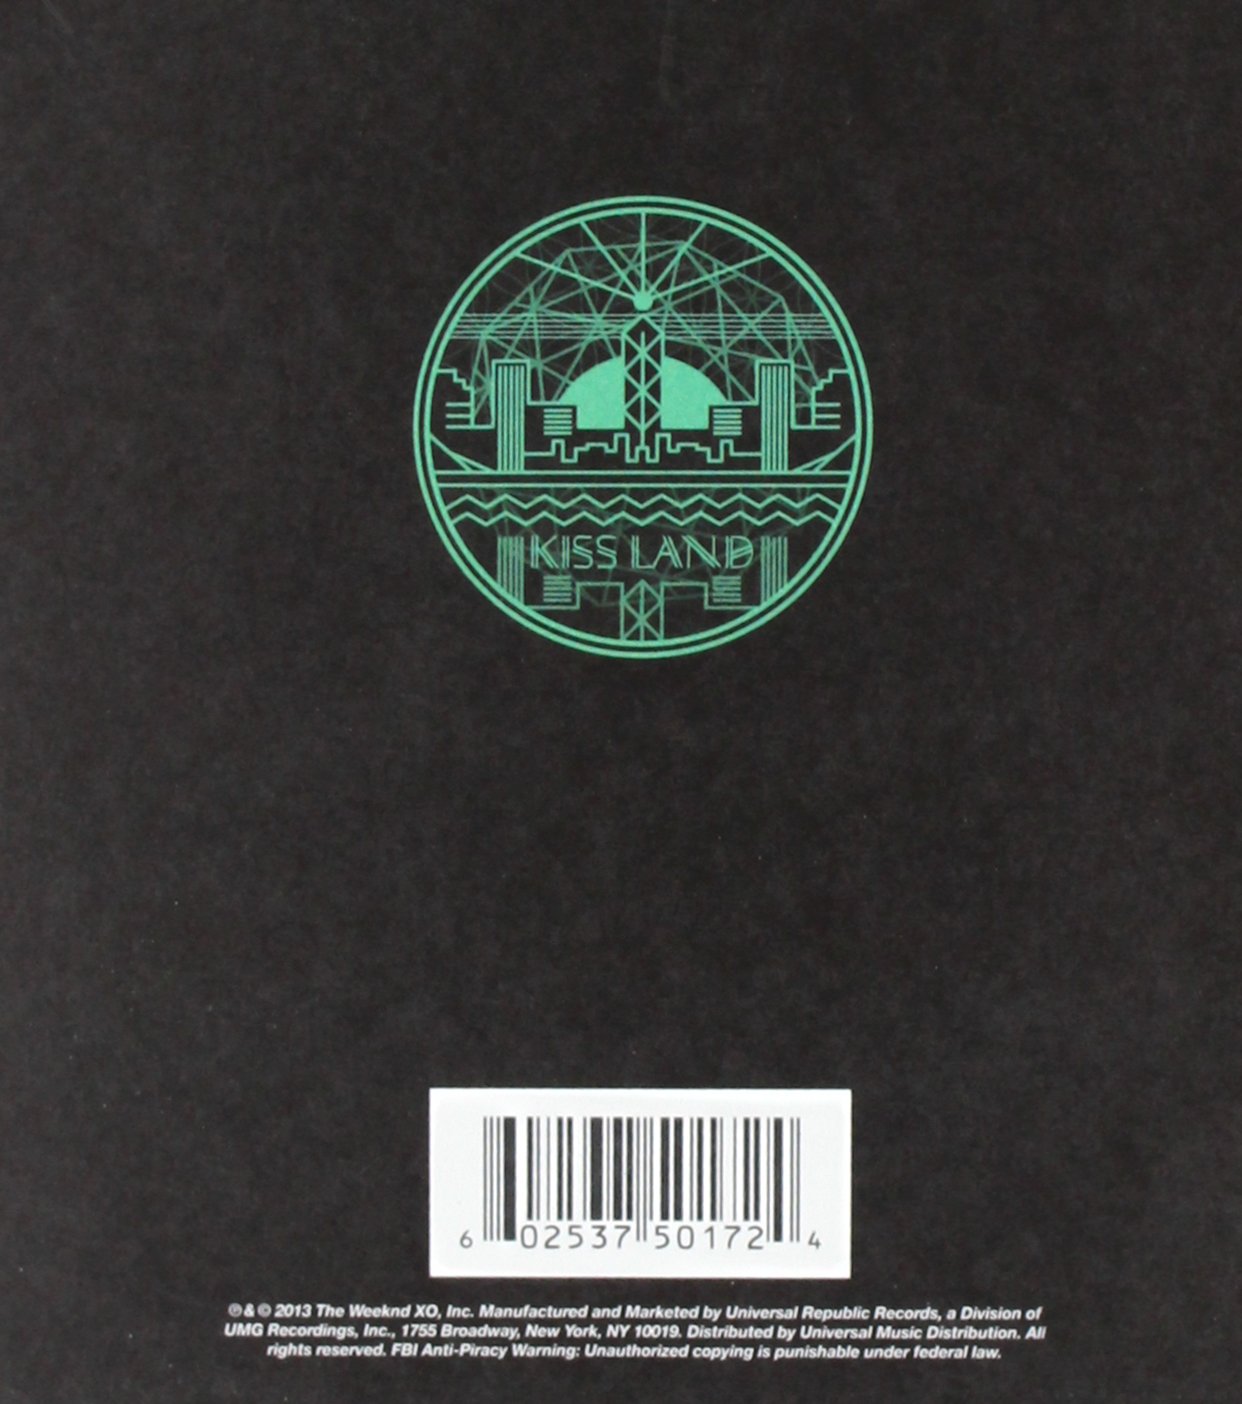 KISS LAND
6 02537 50172 4
℗ & © 2013 The Weeknd XO, Inc. Manufactured and Marketed by Universal Republic Records, a Division of
UMG Recordings, Inc., 1755 Broadway, New York, NY 10019. Distributed by Universal Music Distribution. All
rights reserved. FBI Anti-Piracy Warning: Unauthorized copying is punishable under federal law.